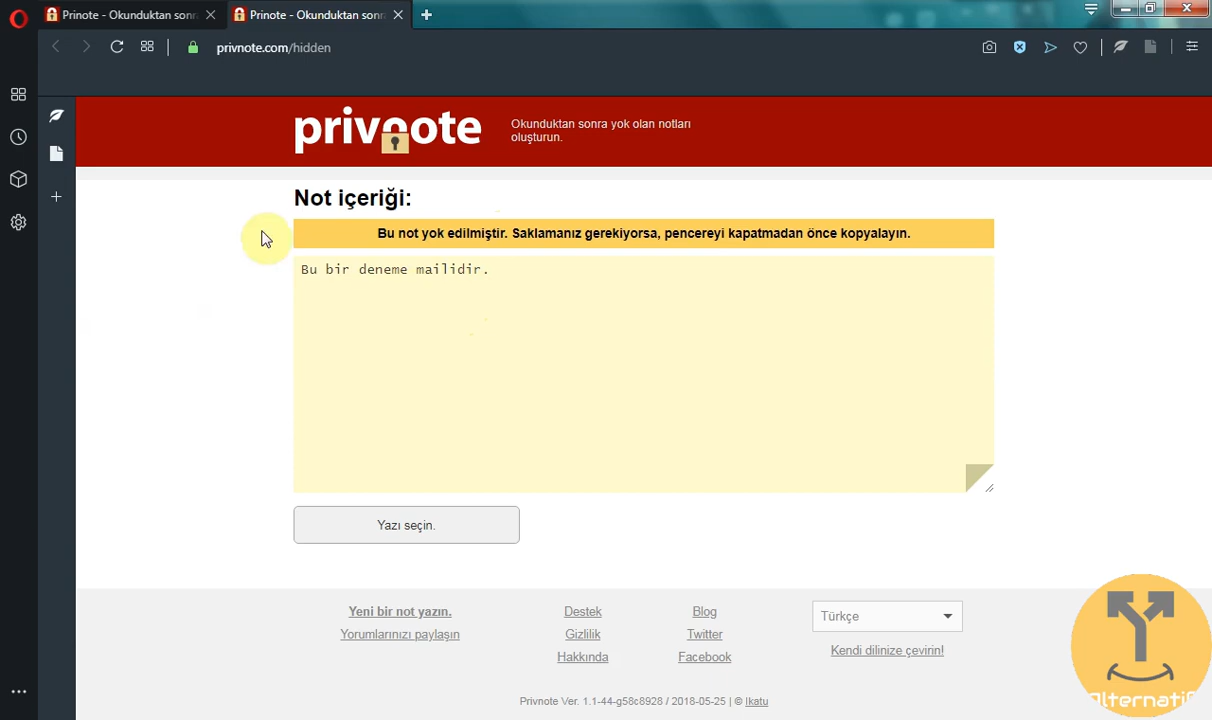 Prinote - Okunduktan sonra
Prinote - Okunduktan sonra
privnote.com/hidden
privnote
Okunduktan sonra yok olan notları
oluşturun.
Not içeriği:
Bu not yok edilmiştir. Saklamanız gerekiyorsa, pencereyi kapatmadan önce kopyalayın.
Bu bir deneme mailidir.
Yazı seçin.
Yeni bir not yazın.
Yorumlarınızı paylaşın
Destek
Gizlilik
Hakkında
Blog
Twitter
Facebook
Türkçe
Kendi dilinize çevirin!
Privnote Ver. 1.1-44-g58c8928 / 2018-05-25 | © Ikatu
alternatif